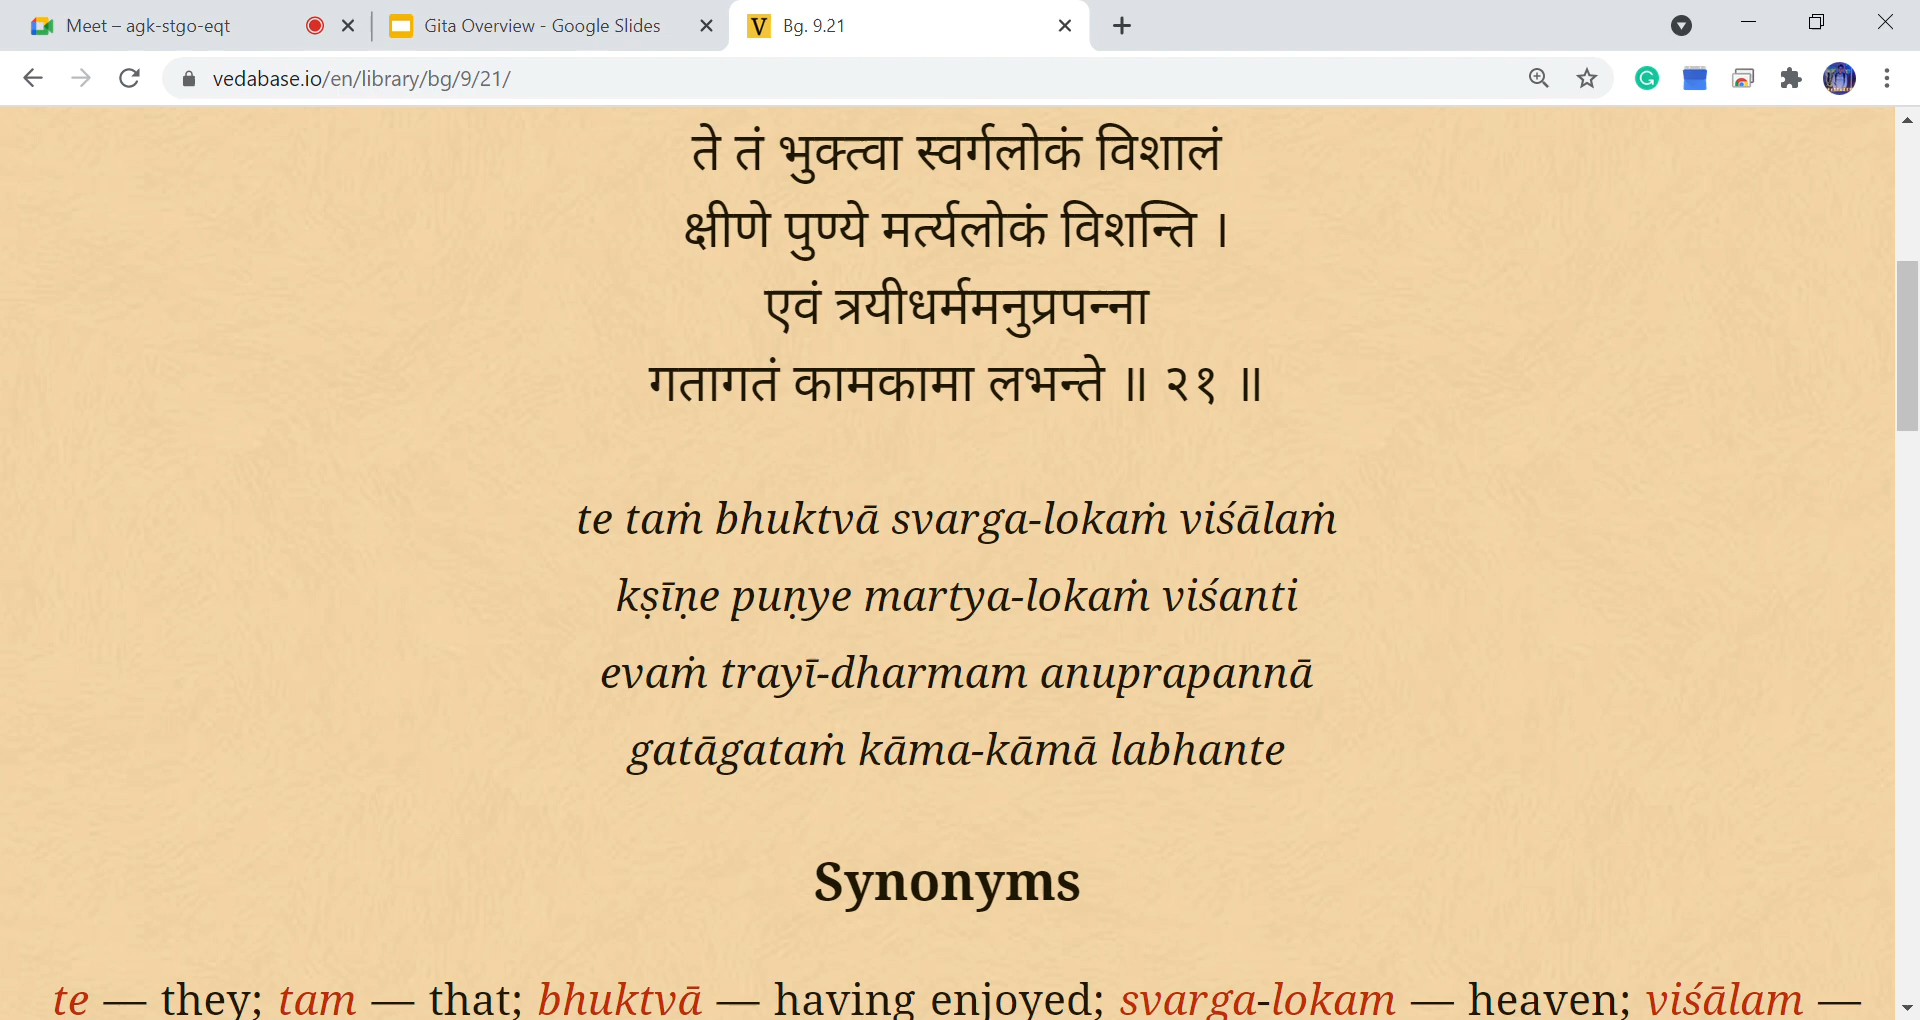 Meet – agk-stgo-eqt
Gita Overview - Google Slides
V Bg. 9.21
vedabase.io/en/library/bg/9/21/
ते तं भुक्त्वा स्वर्गलोकं विशालं
क्षीणे पुण्ये मर्त्यलोकं विशन्ति ।
एवं त्रयीधर्ममनुप्रपन्ना
गतागतं कामकामा लभन्ते ॥ २१ ॥
te taṁ bhuktvā svarga-lokaṁ viśālaṁ
kṣīṇe puṇye martya-lokaṁ viśanti
evaṁ trayī-dharmam anuprapannā
gatāgataṁ kāma-kāmā labhante
Synonyms
te — they; tam — that; bhuktvā — having enjoyed; svarga-lokam — heaven; viśālam —